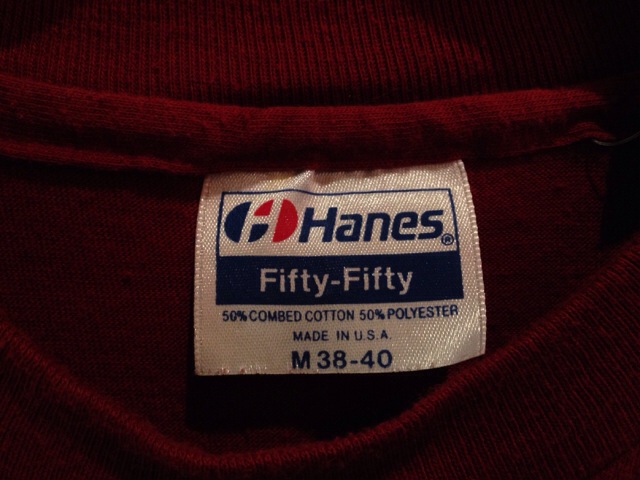 Hanes®
Fifty-Fifty
50% COMBED COTTON 50% POLYESTER
MADE IN U.S.A.
M 38-40